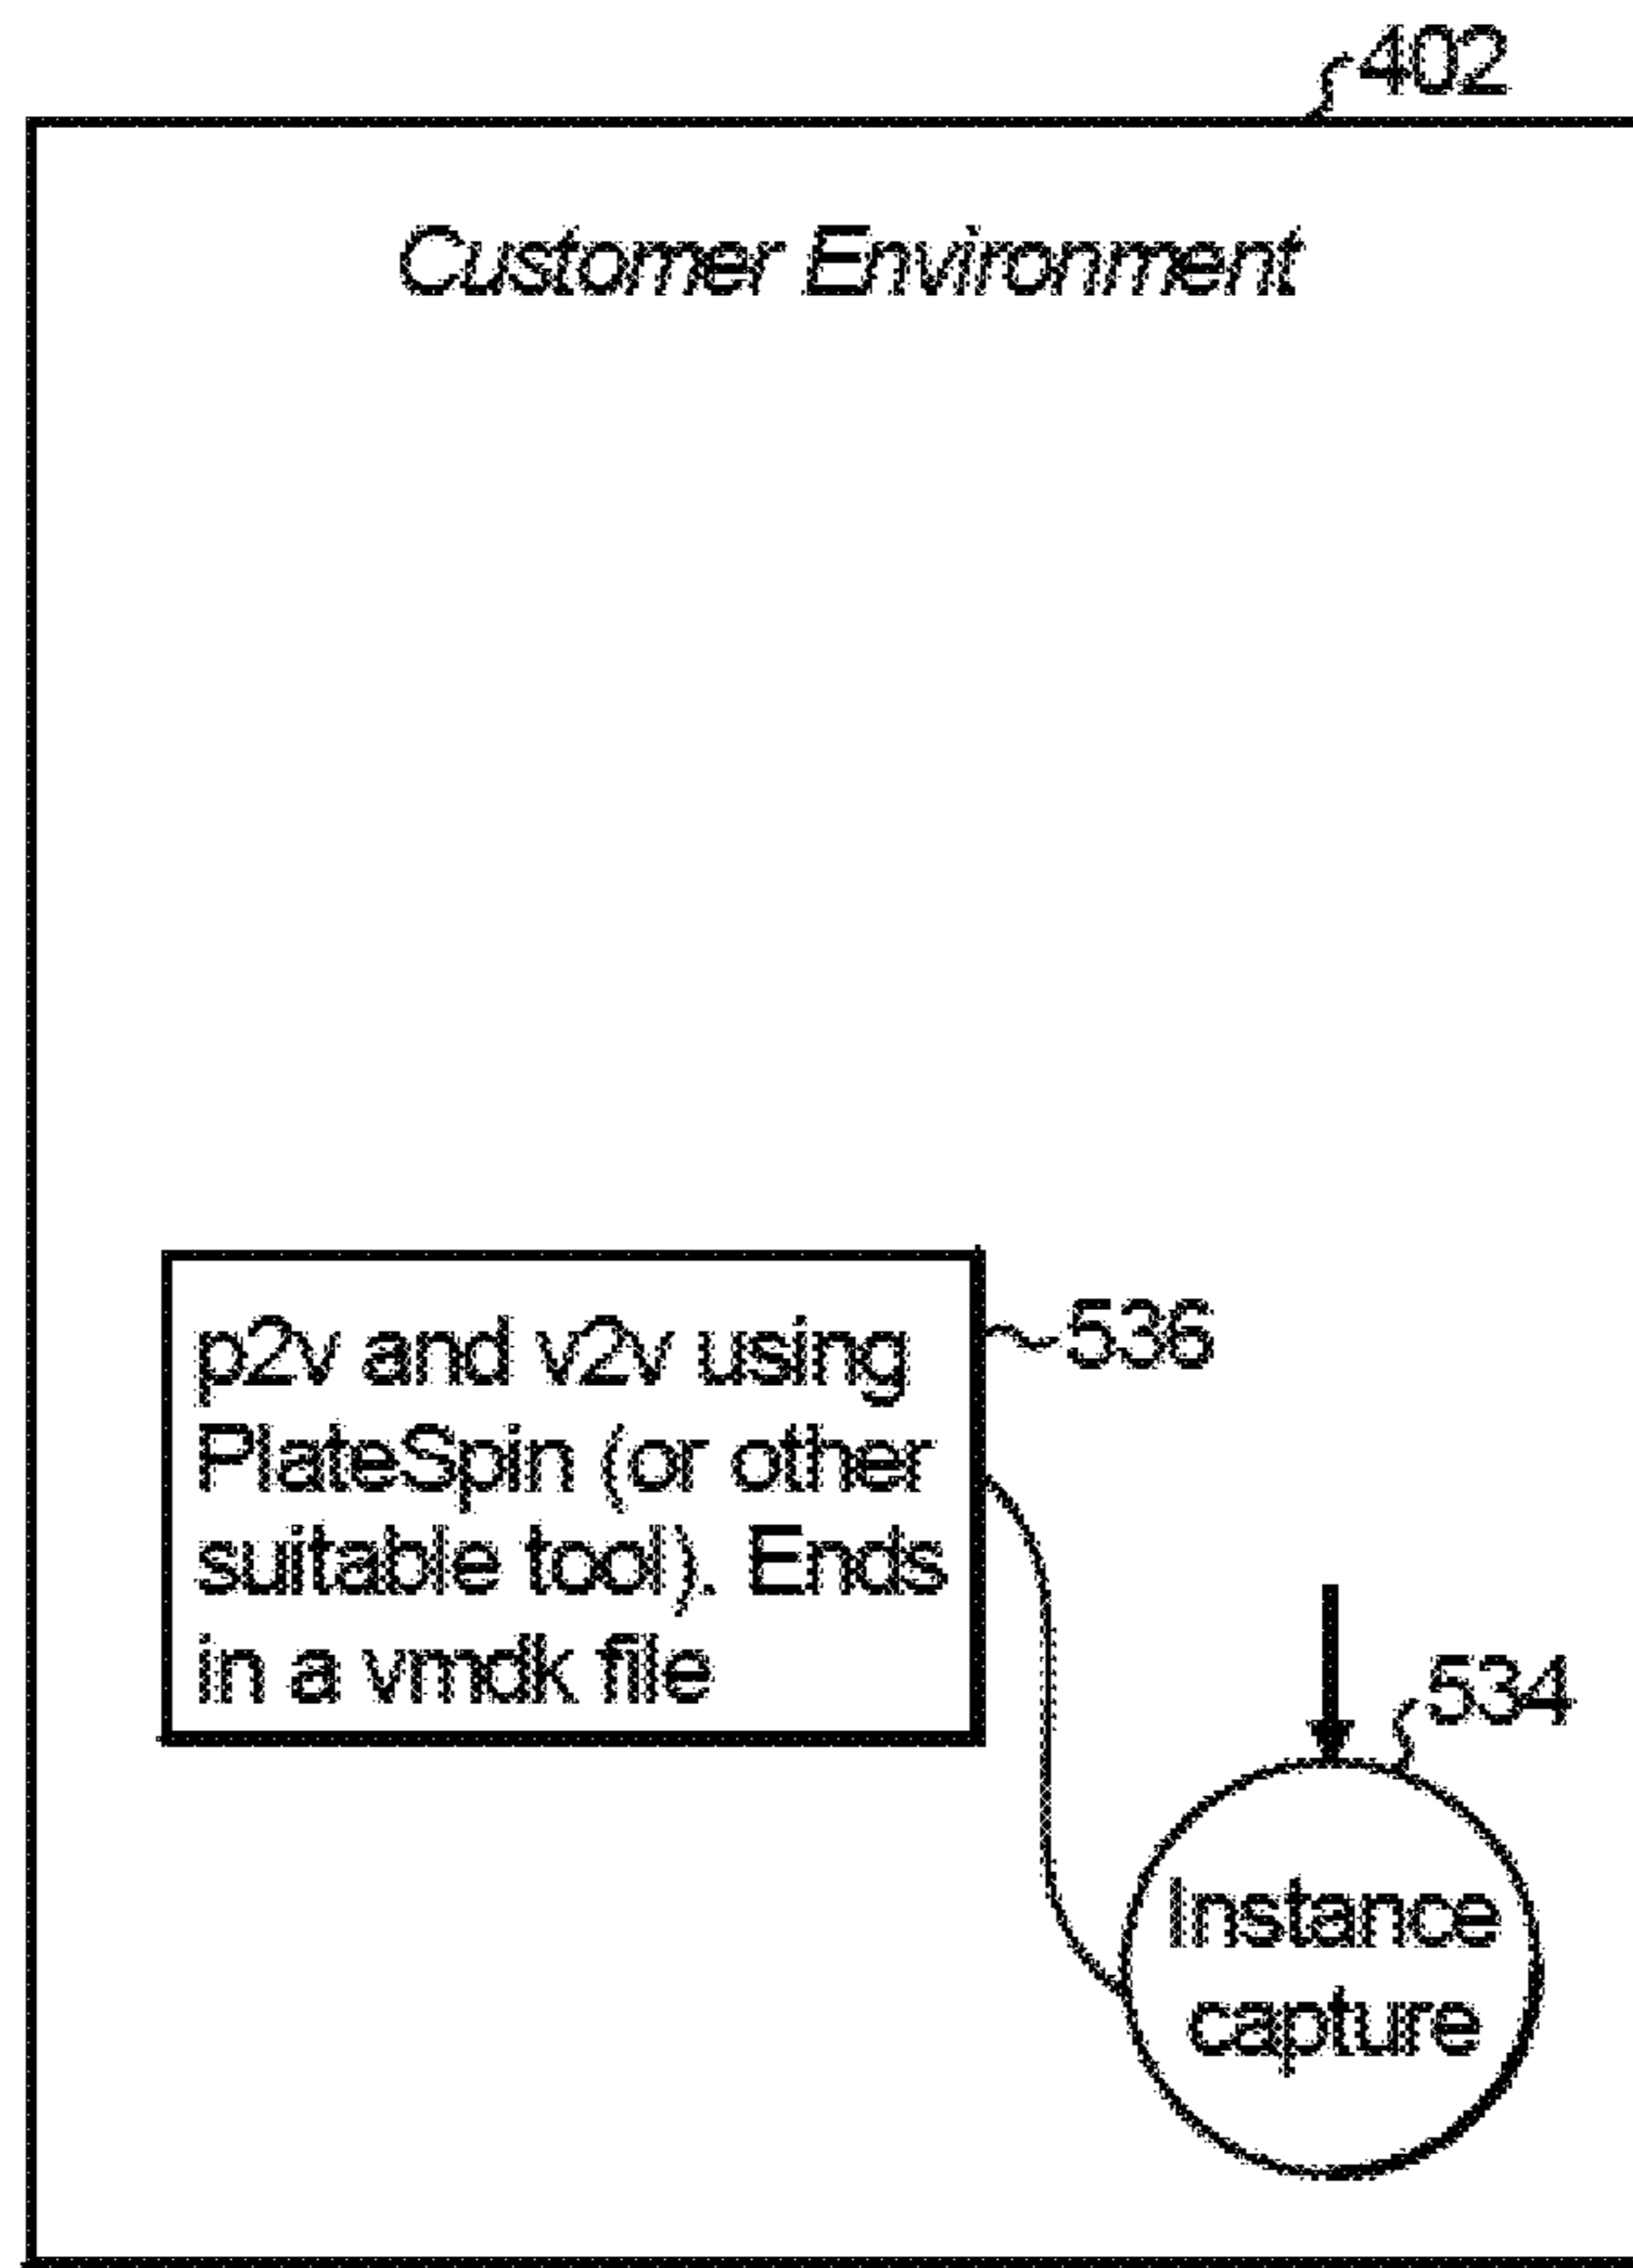 402
Customer Environment
p2v and v2v using
PlateSpin (or other
suitable tool). Ends
in a vmdk file
536
534
Instance
capture